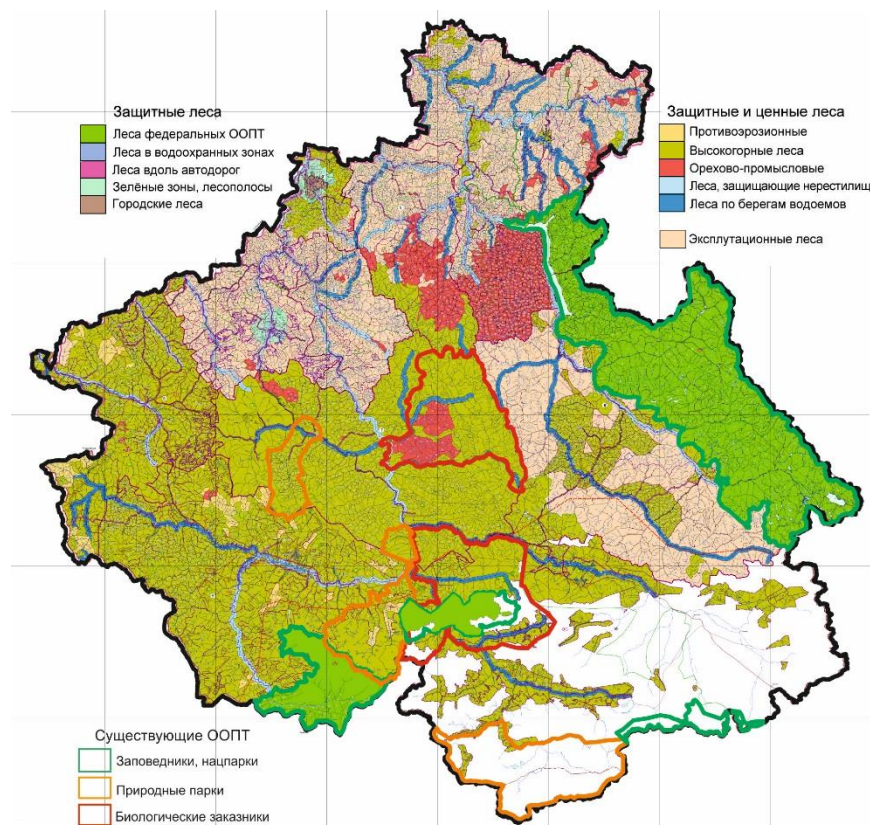 Защитные леса
Леса федеральных ООПТ
Леса в водоохранных зонах
Леса вдоль автодорог
Зелёные зоны, лесополосы
Городские леса
Защитные и ценные леса
Противоэрозионные
Высокогорные леса
Орехово-промысловые
Леса, защищающие нерестилищ
Леса по берегам водоемов
Эксплутационные леса
Существующие ООПТ
Заповедники, нацпарки
Природные парки
Биологические заказники